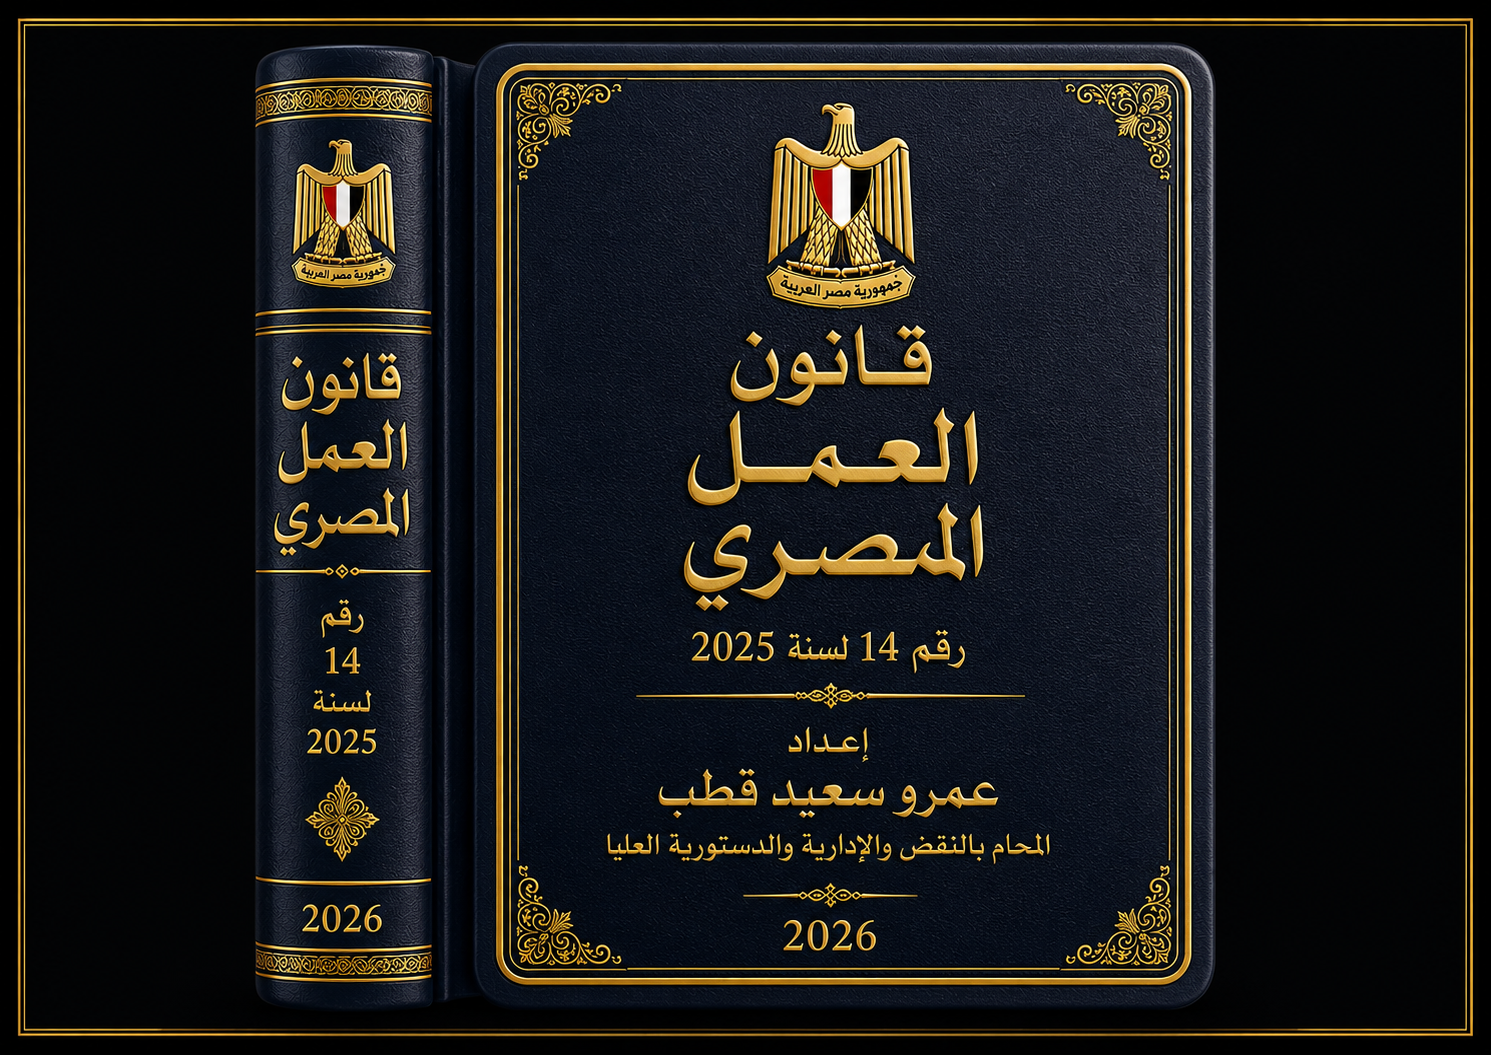 جمهورية مصر العربية
قانون
العمل
المصري
رقم
14
لسنة
2025
2026
جمهورية مصر العربية
قانون
العمل
المصري
رقم 14 لسنة 2025
إعداد
عمرو سعيد قطب
المحام بالنقض والإدارية والدستورية العليا
2026